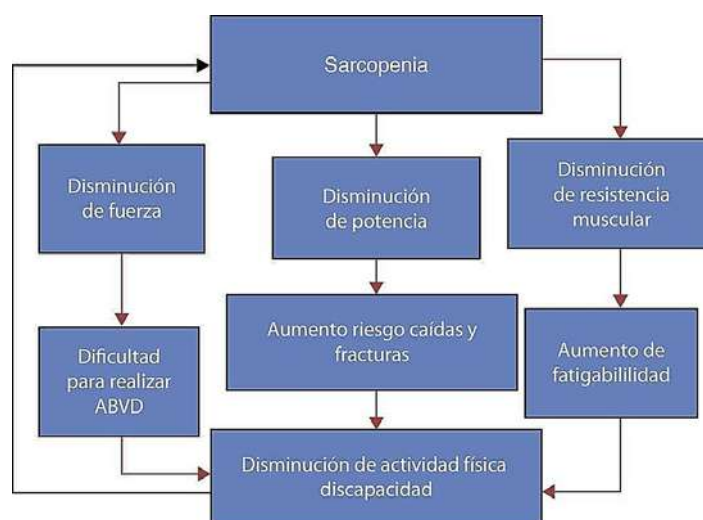 Sarcopenia
Disminución
de fuerza
Disminución
de potencia
Disminución
de resistencia
muscular
Dificultad
para realizar
ABVD
Aumento riesgo caídas y
fracturas
Aumento de
fatigabililidad
Disminución de actividad física
discapacidad